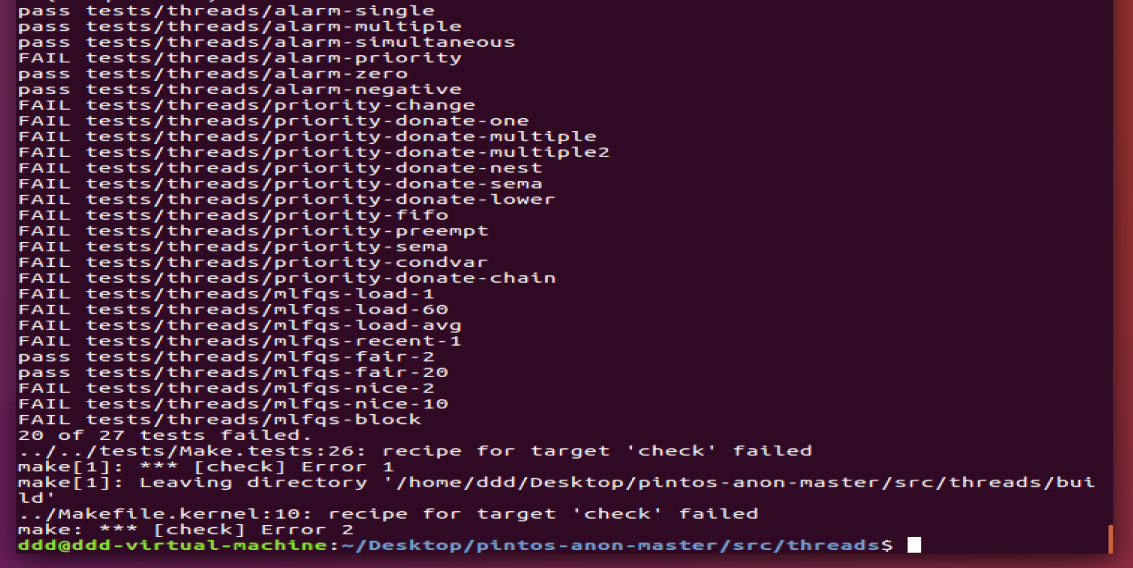 pass tests/threads/alarm-single
pass tests/threads/alarm-multiple
pass tests/threads/alarm-simultaneous
FAIL tests/threads/alarm-priority
pass tests/threads/alarm-zero
pass tests/threads/alarm-negative
FAIL tests/threads/priority-change
FAIL tests/threads/priority-donate-one
FAIL tests/threads/priority-donate-multiple
FAIL tests/threads/priority-donate-multiple2
FAIL tests/threads/priority-donate-nest
FAIL tests/threads/priority-donate-sema
FAIL tests/threads/priority-donate-lower
FAIL tests/threads/priority-fifo
FAIL tests/threads/priority-preempt
FAIL tests/threads/priority-sema
FAIL tests/threads/priority-condvar
FAIL tests/threads/priority-donate-chain
FAIL tests/threads/mlfqs-load-1
FAIL tests/threads/mlfqs-load-60
FAIL tests/threads/mlfqs-load-avg
FAIL tests/threads/mlfqs-recent-1
pass tests/threads/mlfqs-fair-2
pass tests/threads/mlfqs-fair-20
FAIL tests/threads/mlfqs-nice-2
FAIL tests/threads/mlfqs-nice-10
FAIL tests/threads/mlfqs-block
20 of 27 tests failed.
../../tests/Make.tests:26: recipe for target 'check' failed
make[1]: *** [check] Error 1
make[1]: Leaving directory '/home/ddd/Desktop/pintos-anon-master/src/threads/bui
ld'
../Makefile.kernel:10: recipe for target 'check' failed
make: *** [check] Error 2
ddd@ddd-virtual-machine:~/Desktop/pintos-anon-master/src/threads$